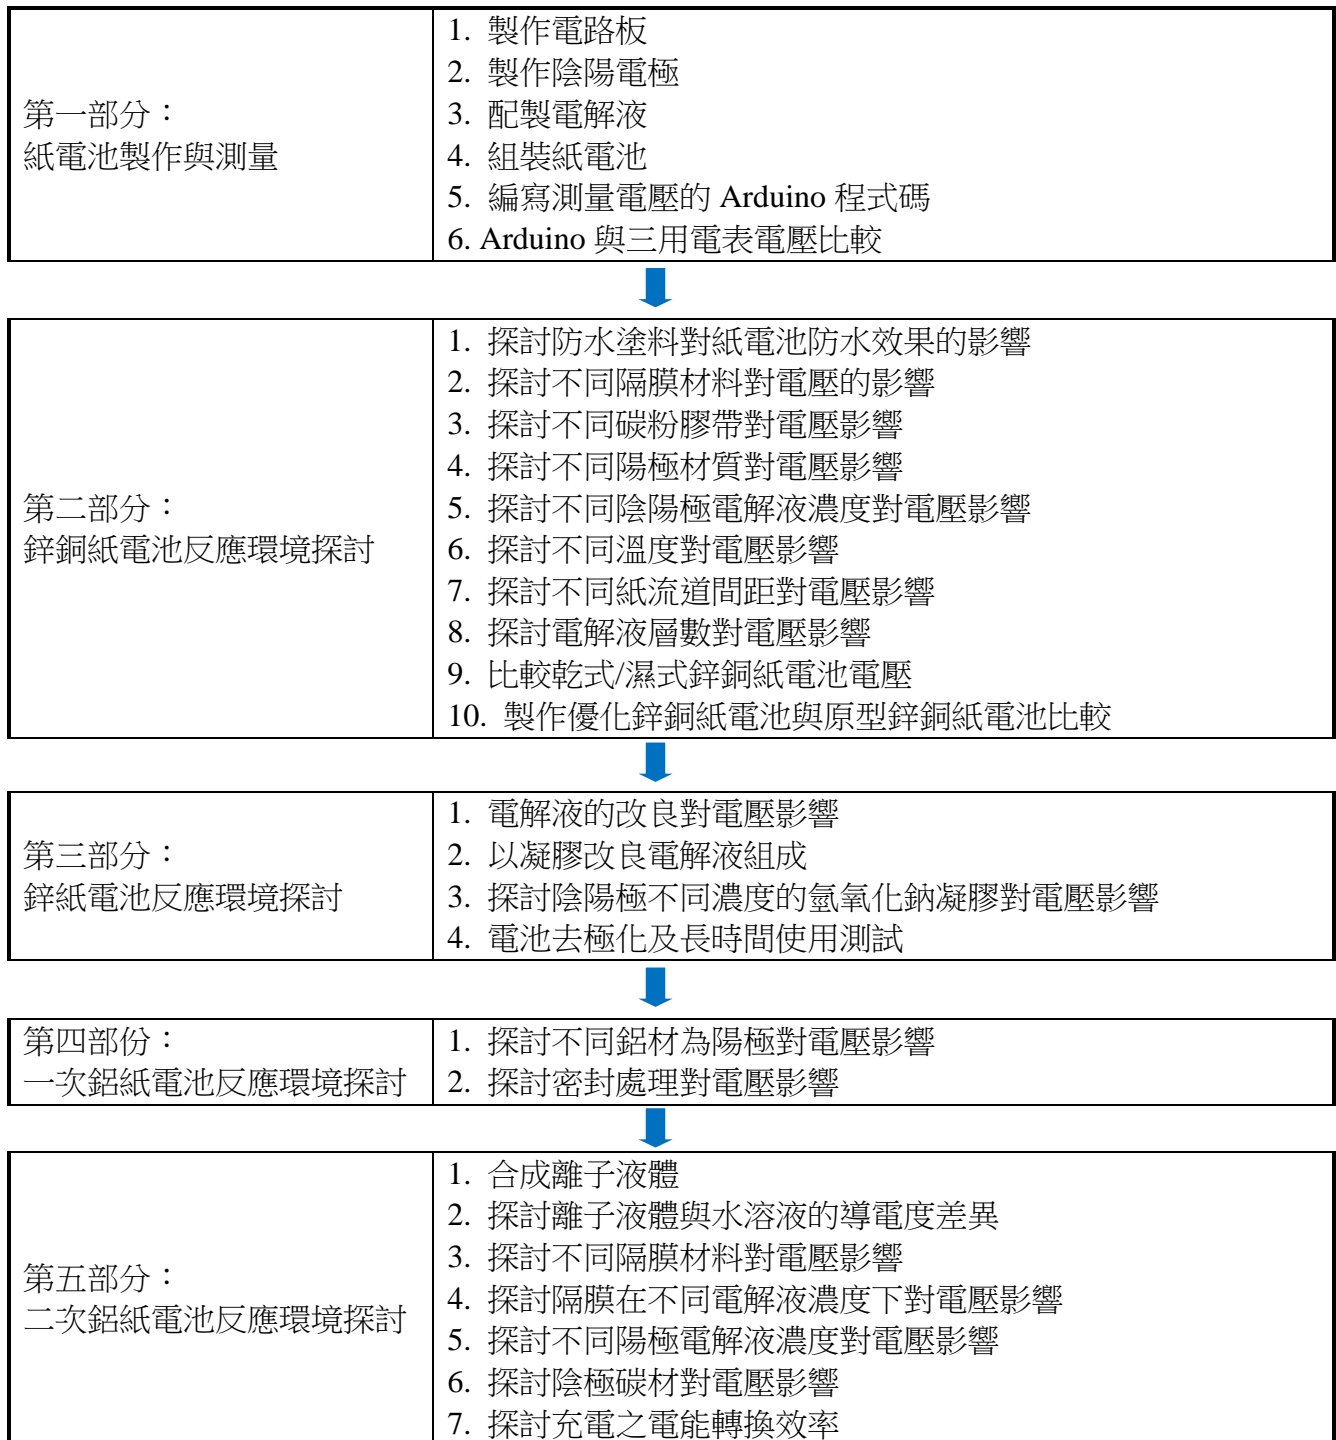 第一部分：
紙電池製作與測量
1. 製作電路板
2. 製作陰陽電極
3. 配製電解液
4. 組裝紙電池
5. 編寫測量電壓的 Arduino 程式碼
6. Arduino 與三用電表電壓比較
第二部分：
鋅銅紙電池反應環境探討
1. 探討防水塗料對紙電池防水效果的影響
2. 探討不同隔膜材料對電壓的影響
3. 探討不同碳粉膠帶對電壓影響
4. 探討不同陽極材質對電壓影響
5. 探討不同陰陽極電解液濃度對電壓影響
6. 探討不同溫度對電壓影響
7. 探討不同紙流道間距對電壓影響
8. 探討電解液層數對電壓影響
9. 比較乾式/濕式鋅銅紙電池電壓
10. 製作優化鋅銅紙電池與原型鋅銅紙電池比較
第三部分：
鋅紙電池反應環境探討
1. 電解液的改良對電壓影響
2. 以凝膠改良電解液組成
3. 探討陰陽極不同濃度的氫氧化鈉凝膠對電壓影響
4. 電池去極化及長時間使用測試
第四部份：
一次鋁紙電池反應環境探討
1. 探討不同鋁材為陽極對電壓影響
2. 探討密封處理對電壓影響
第五部分：
二次鋁紙電池反應環境探討
1. 合成離子液體
2. 探討離子液體與水溶液的導電度差異
3. 探討不同隔膜材料對電壓影響
4. 探討隔膜在不同電解液濃度下對電壓影響
5. 探討不同陽極電解液濃度對電壓影響
6. 探討陰極碳材對電壓影響
7. 探討充電之電能轉換效率